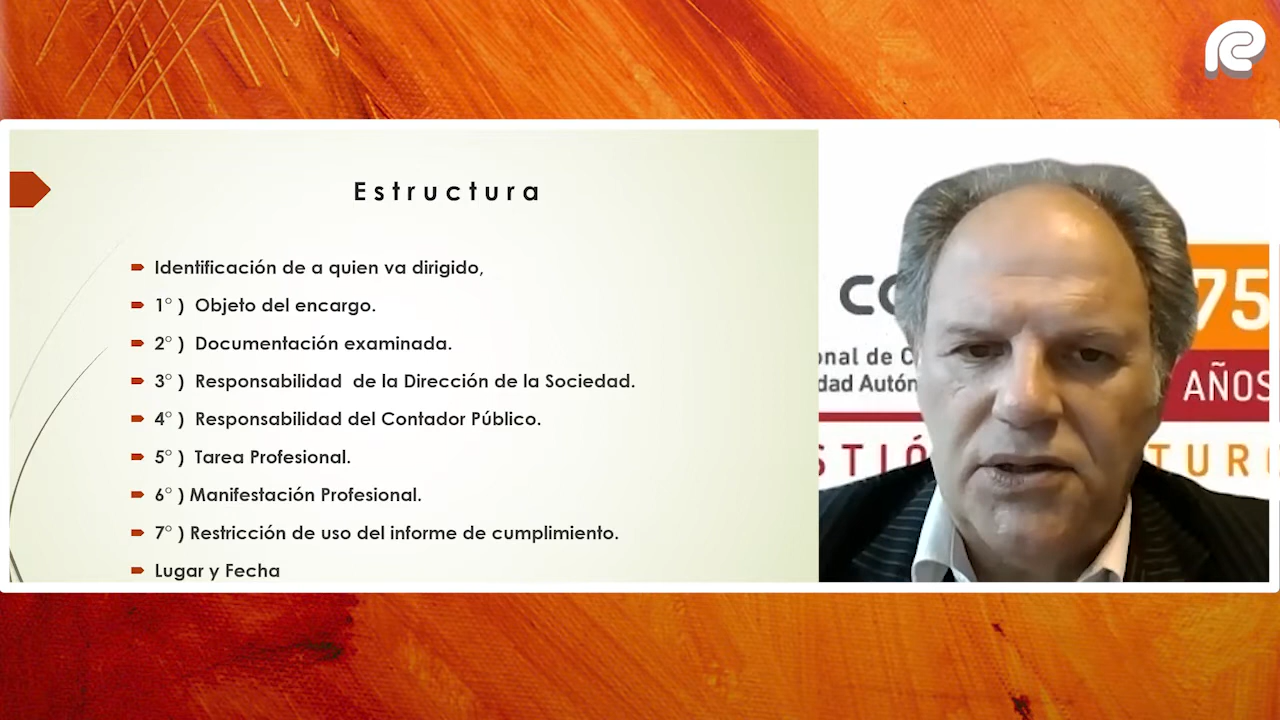 Estructura
Identificación de a quien va dirigido,
1° ) Objeto del encargo.
2° ) Documentación examinada.
3° ) Responsabilidad de la Dirección de la Sociedad.
4° ) Responsabilidad del Contador Público.
5° ) Tarea Profesional.
6° ) Manifestación Profesional.
7° ) Restricción de uso del informe de cumplimiento.
Lugar y Fecha
75
de
AÑOS